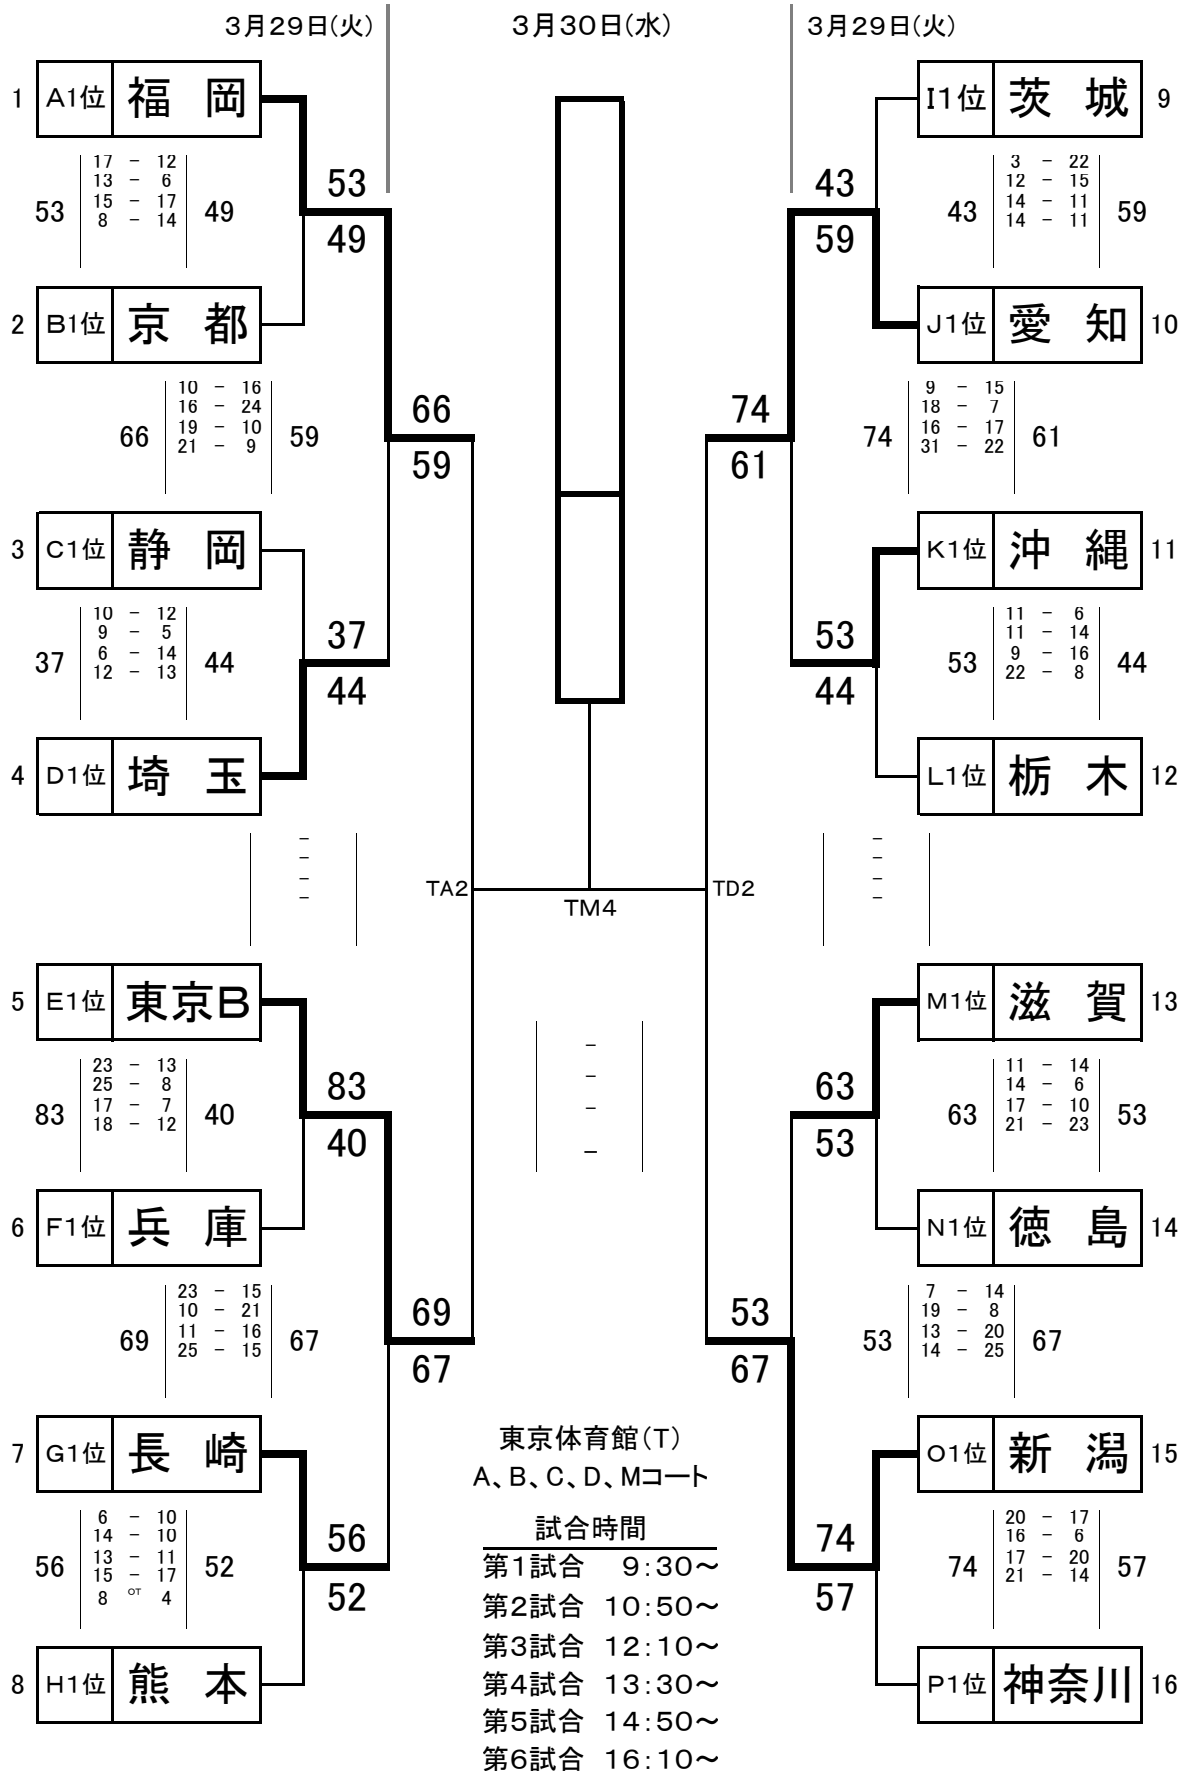 3月29日(火)
3月30日(水)
3月29日(火)
1 A1位 福 岡
17 - 12
13 - 6
15 - 17
8 - 14
53 49
53
49
2 B1位 京 都
10 - 16
16 - 24
19 - 10
21 - 9
66 59
66
59
3 C1位 静 岡
10 - 12
9 - 5
6 - 14
12 - 13
37 44
37
44
4 D1位 埼 玉
-
-
-
-
TA2
5 E1位 東京B
23 - 13
25 - 8
17 - 7
18 - 12
83 40
83
40
6 F1位 兵 庫
23 - 15
10 - 21
11 - 16
25 - 15
69 67
69
67
7 G1位 長 崎
6 - 10
14 - 10
13 - 11
15 - 17
8 OT 4
56 52
56
52
8 H1位 熊 本
TM4
-
-
-
-
I1位 茨 城 9
3 - 22
12 - 15
14 - 11
14 - 11
43 59
43
59
J1位 愛 知 10
9 - 15
18 - 7
16 - 17
31 - 22
74 61
74
61
K1位 沖 縄 11
11 - 6
11 - 14
9 - 16
22 - 8
53 44
53
44
L1位 栃 木 12
-
-
-
-
TD2
M1位 滋 賀 13
11 - 14
14 - 6
17 - 10
21 - 23
63 53
63
53
N1位 徳 島 14
7 - 14
19 - 8
13 - 20
14 - 25
53 67
53
67
O1位 新 潟 15
20 - 17
16 - 6
17 - 20
21 - 14
74 57
74
57
P1位 神奈川 16
東京体育館(T)
A、B、C、D、Mコート
試合時間
第1試合 9:30～
第2試合 10:50～
第3試合 12:10～
第4試合 13:30～
第5試合 14:50～
第6試合 16:10～